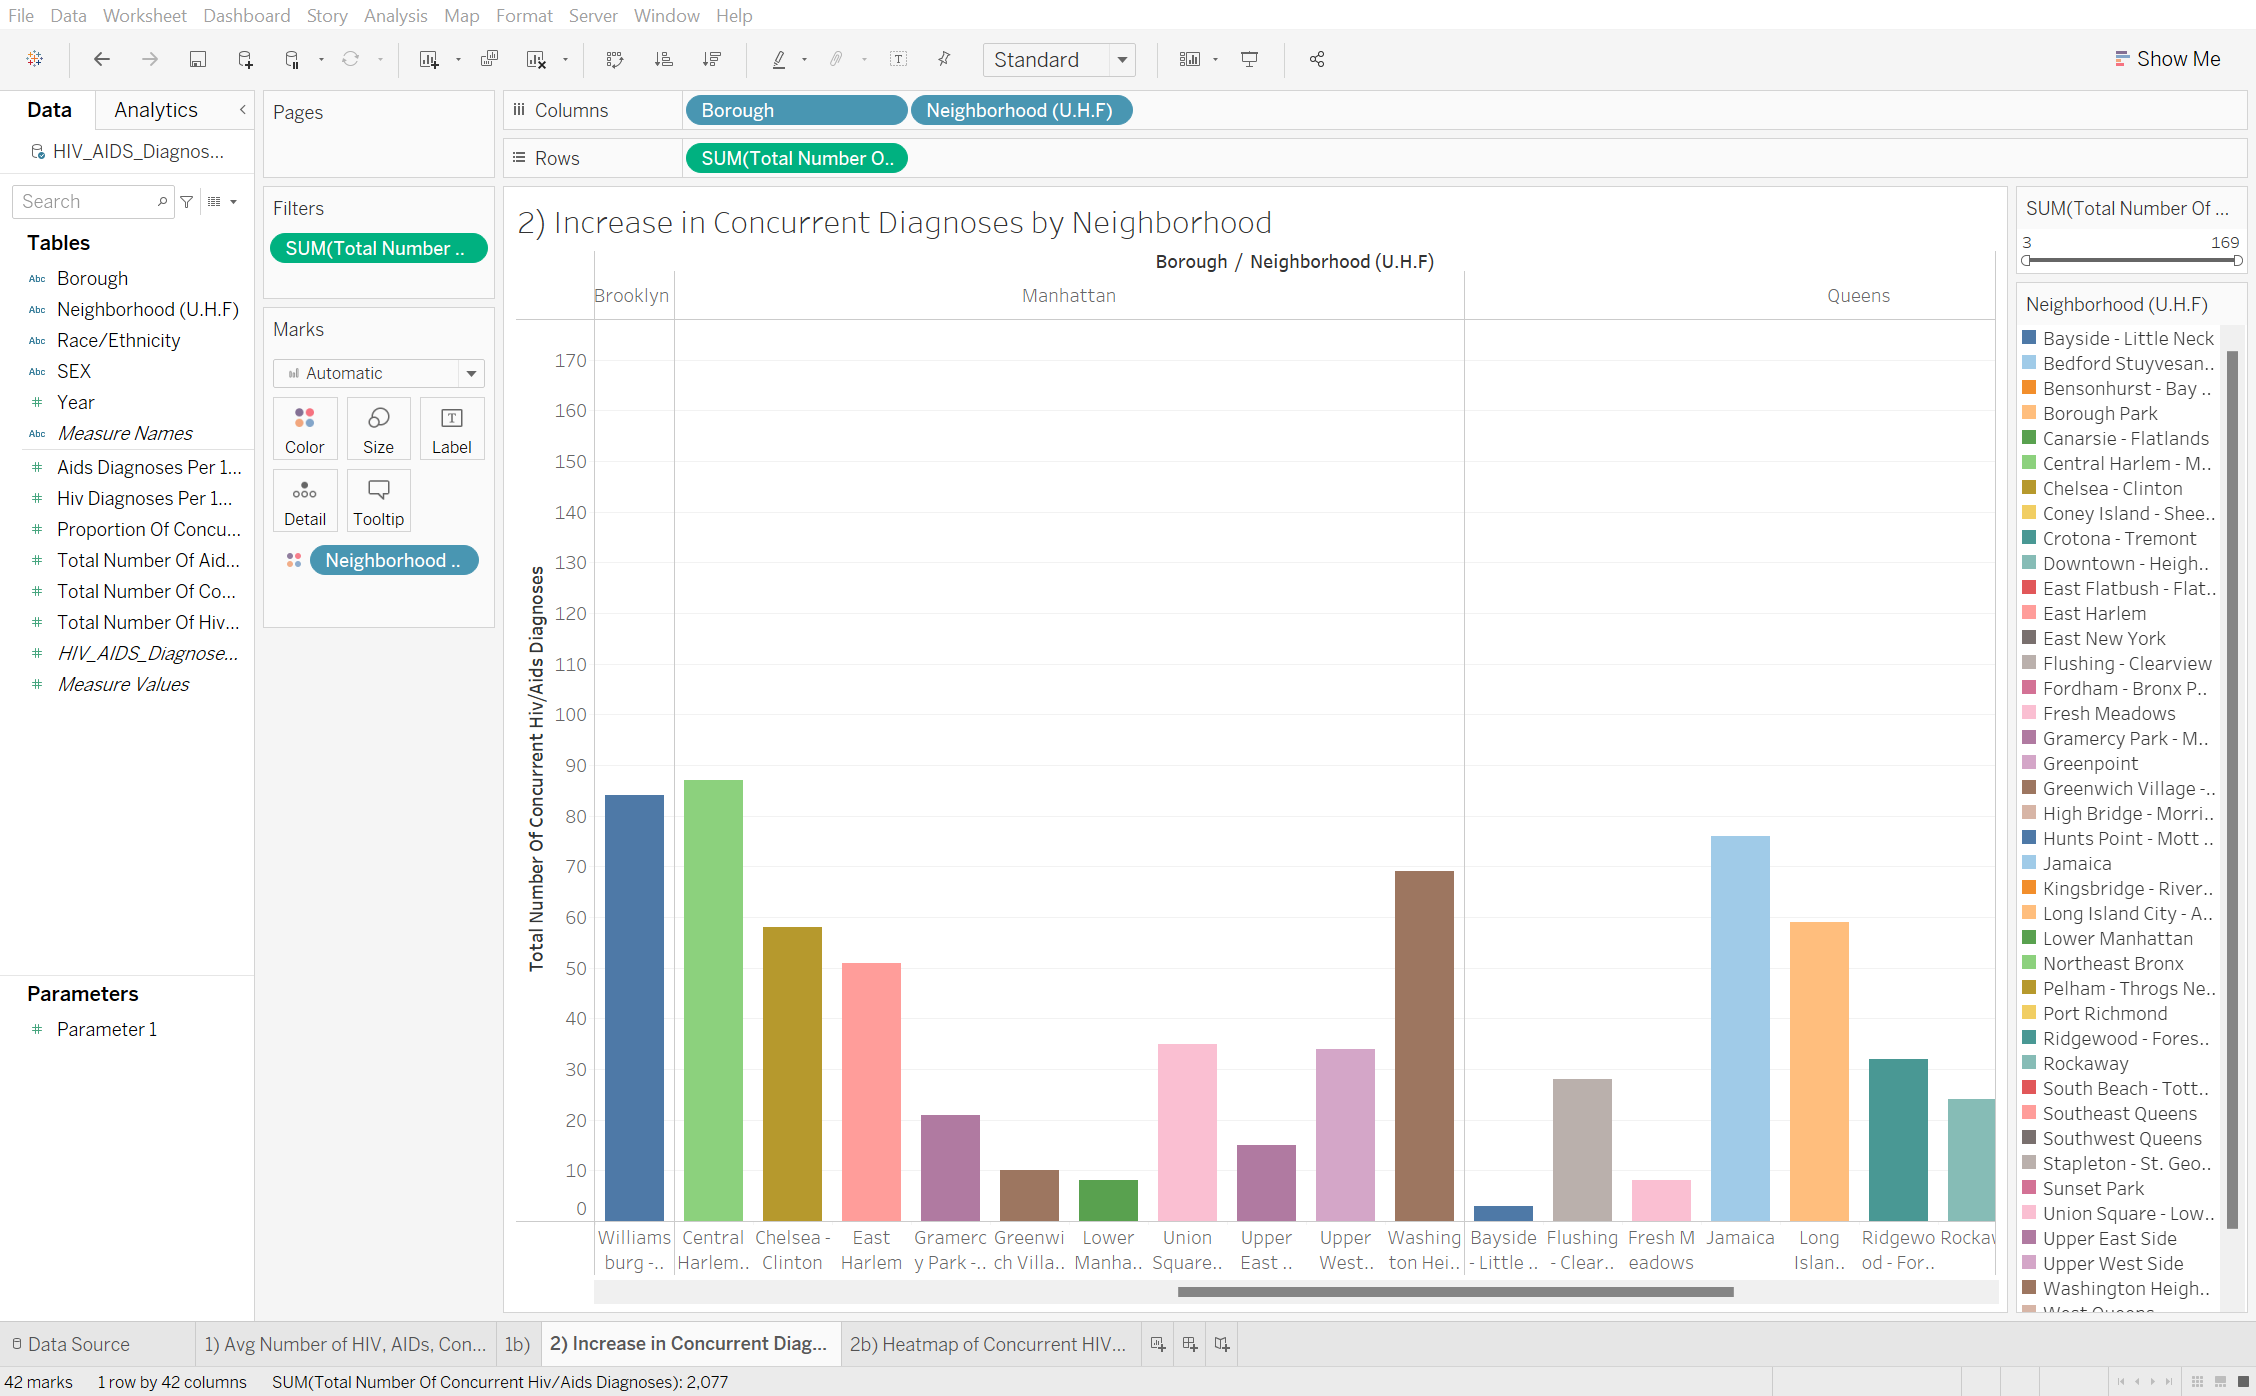 File Data Worksheet Dashboard Story Analysis Map Format Server Window Help
Standard
Show Me
Data Analytics
HIV_AIDS_Diagnos...
Search
Tables
Abc Borough
Abc Neighborhood (U.H.F)
Abc Race/Ethnicity
Abc SEX
# Year
Abc Measure Names
# Aids Diagnoses Per 1...
# Hiv Diagnoses Per 1...
# Proportion Of Concu...
# Total Number Of Aid...
# Total Number Of Co...
# Total Number Of Hiv...
# HIV_AIDS_Diagnose...
# Measure Values
Parameters
# Parameter 1
Pages
Filters
SUM(Total Number ..
Marks
Automatic
Color Size Label
Detail Tooltip
Neighborhood ..
Columns Borough Neighborhood (U.H.F)
Rows SUM(Total Number O..
2) Increase in Concurrent Diagnoses by Neighborhood
Borough / Neighborhood (U.H.F)
Brooklyn Manhattan Queens
Total Number Of Concurrent Hiv/Aids Diagnoses
170
160
150
140
130
120
110
100
90
80
70
60
50
40
30
20
10
0
Williams
burg -..
Central
Harlem..
Chelsea -
Clinton
East
Harlem
Gramerc
y Park -..
Greenwi
ch Villa..
Lower
Manha..
Union
Square..
Upper
East ..
Upper
West..
Washing
ton Hei..
Bayside
- Little ..
Flushing
- Clear..
Fresh M
eadows
Jamaica
Long
Islan..
Ridgewo
od - For..
Rockaw
SUM(Total Number Of ...
3 169
Neighborhood (U.H.F)
Bayside - Little Neck
Bedford Stuyvesan..
Bensonhurst - Bay ..
Borough Park
Canarsie - Flatlands
Central Harlem - M..
Chelsea - Clinton
Coney Island - Shee..
Crotona - Tremont
Downtown - Heigh..
East Flatbush - Flat..
East Harlem
East New York
Flushing - Clearview
Fordham - Bronx P..
Fresh Meadows
Gramercy Park - M..
Greenpoint
Greenwich Village -..
High Bridge - Morri..
Hunts Point - Mott ..
Jamaica
Kingsbridge - River..
Long Island City - A..
Lower Manhattan
Northeast Bronx
Pelham - Throgs Ne..
Port Richmond
Ridgewood - Fores..
Rockaway
South Beach - Tott..
Southeast Queens
Southwest Queens
Stapleton - St. Geo..
Sunset Park
Union Square - Low..
Upper East Side
Upper West Side
Washington Heigh..
West Queens
Data Source 1) Avg Number of HIV, AIDs, Con... 1b) 2) Increase in Concurrent Diag... 2b) Heatmap of Concurrent HIV...
42 marks 1 row by 42 columns SUM(Total Number Of Concurrent Hiv/Aids Diagnoses): 2,077